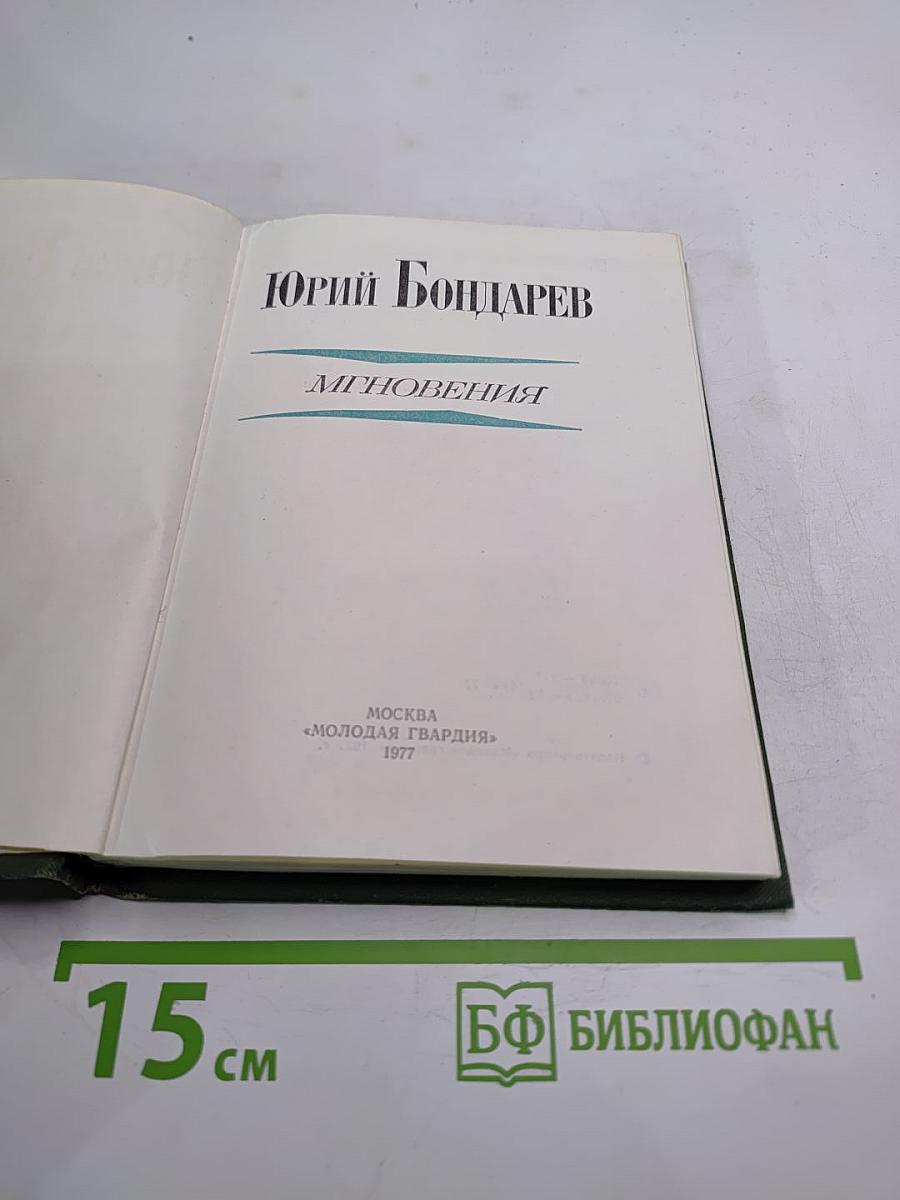 Юрий Бондарев
МГНОВЕНИЯ
МОСКВА
«МОЛОДАЯ ГВАРДИЯ»
1977
15 см
БФ БИБЛИОФАН